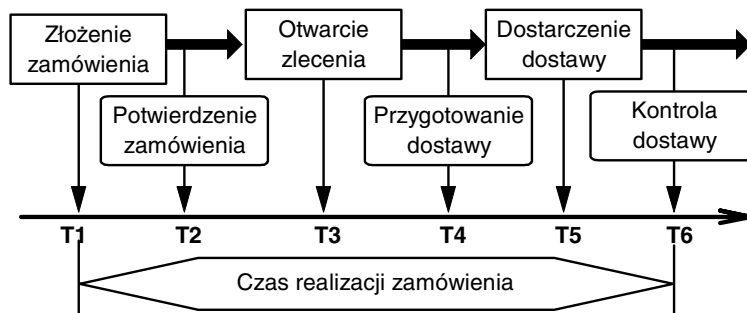 Złożenie
zamówienia
Otwarcie
zlecenia
Dostarczenie
dostawy
Potwierdzenie
zamówienia
Przygotowanie
dostawy
Kontrola
dostawy
T1 T2 T3 T4 T5 T6
Czas realizacji zamówienia